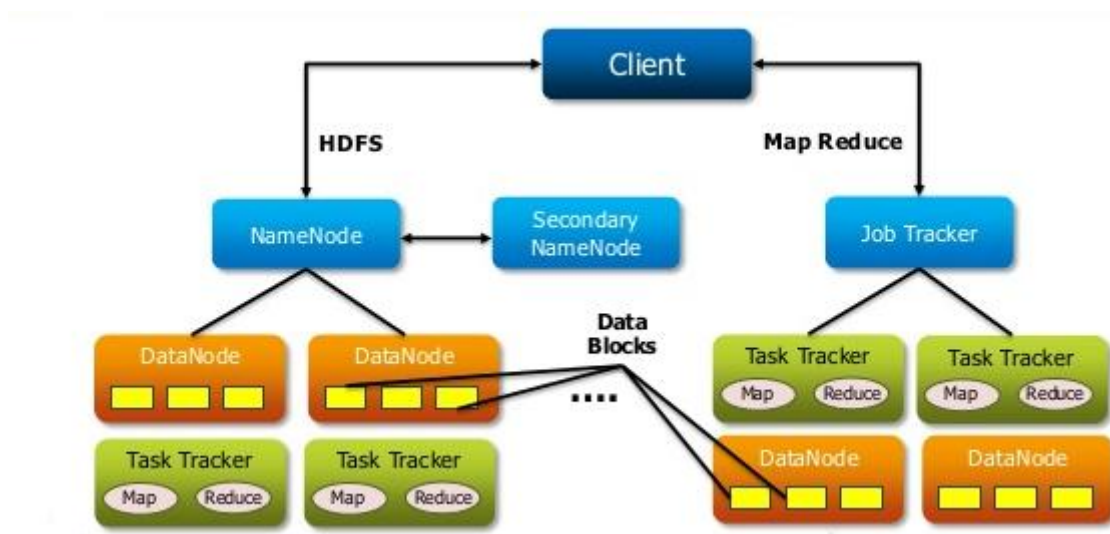 Client
HDFS
Map Reduce
NameNode
Secondary
NameNode
Job Tracker
Data
Blocks
....
DataNode
DataNode
Task Tracker
Map
Reduce
Task Tracker
Map
Reduce
Task Tracker
Map
Reduce
Task Tracker
Map
Reduce
DataNode
DataNode